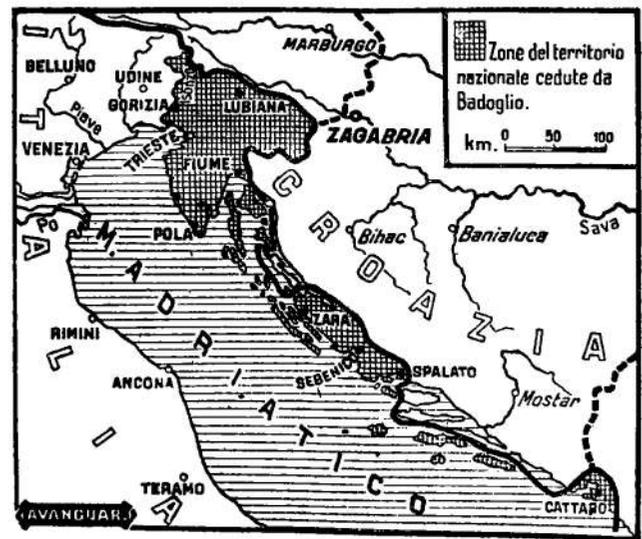 Zone del territorio
nazionale cedute da
Badoglio.
km. 0 50 100
MARBURGO
BELLUNO
UDINE
GORIZIA
Isonzo
LUBIANA
ZAGABRIA
Piave
VENEZIA
TRIESTE
FIUME
Po
POLA
Bihac
Banialuca
Sava
CROAZIA
ITALIA
M. ADRIATICO
RIMINI
ZARA
ANCONA
SEBENICO
SPALATO
Mostar
TERAMO
CATTARO
AVANGUAR.